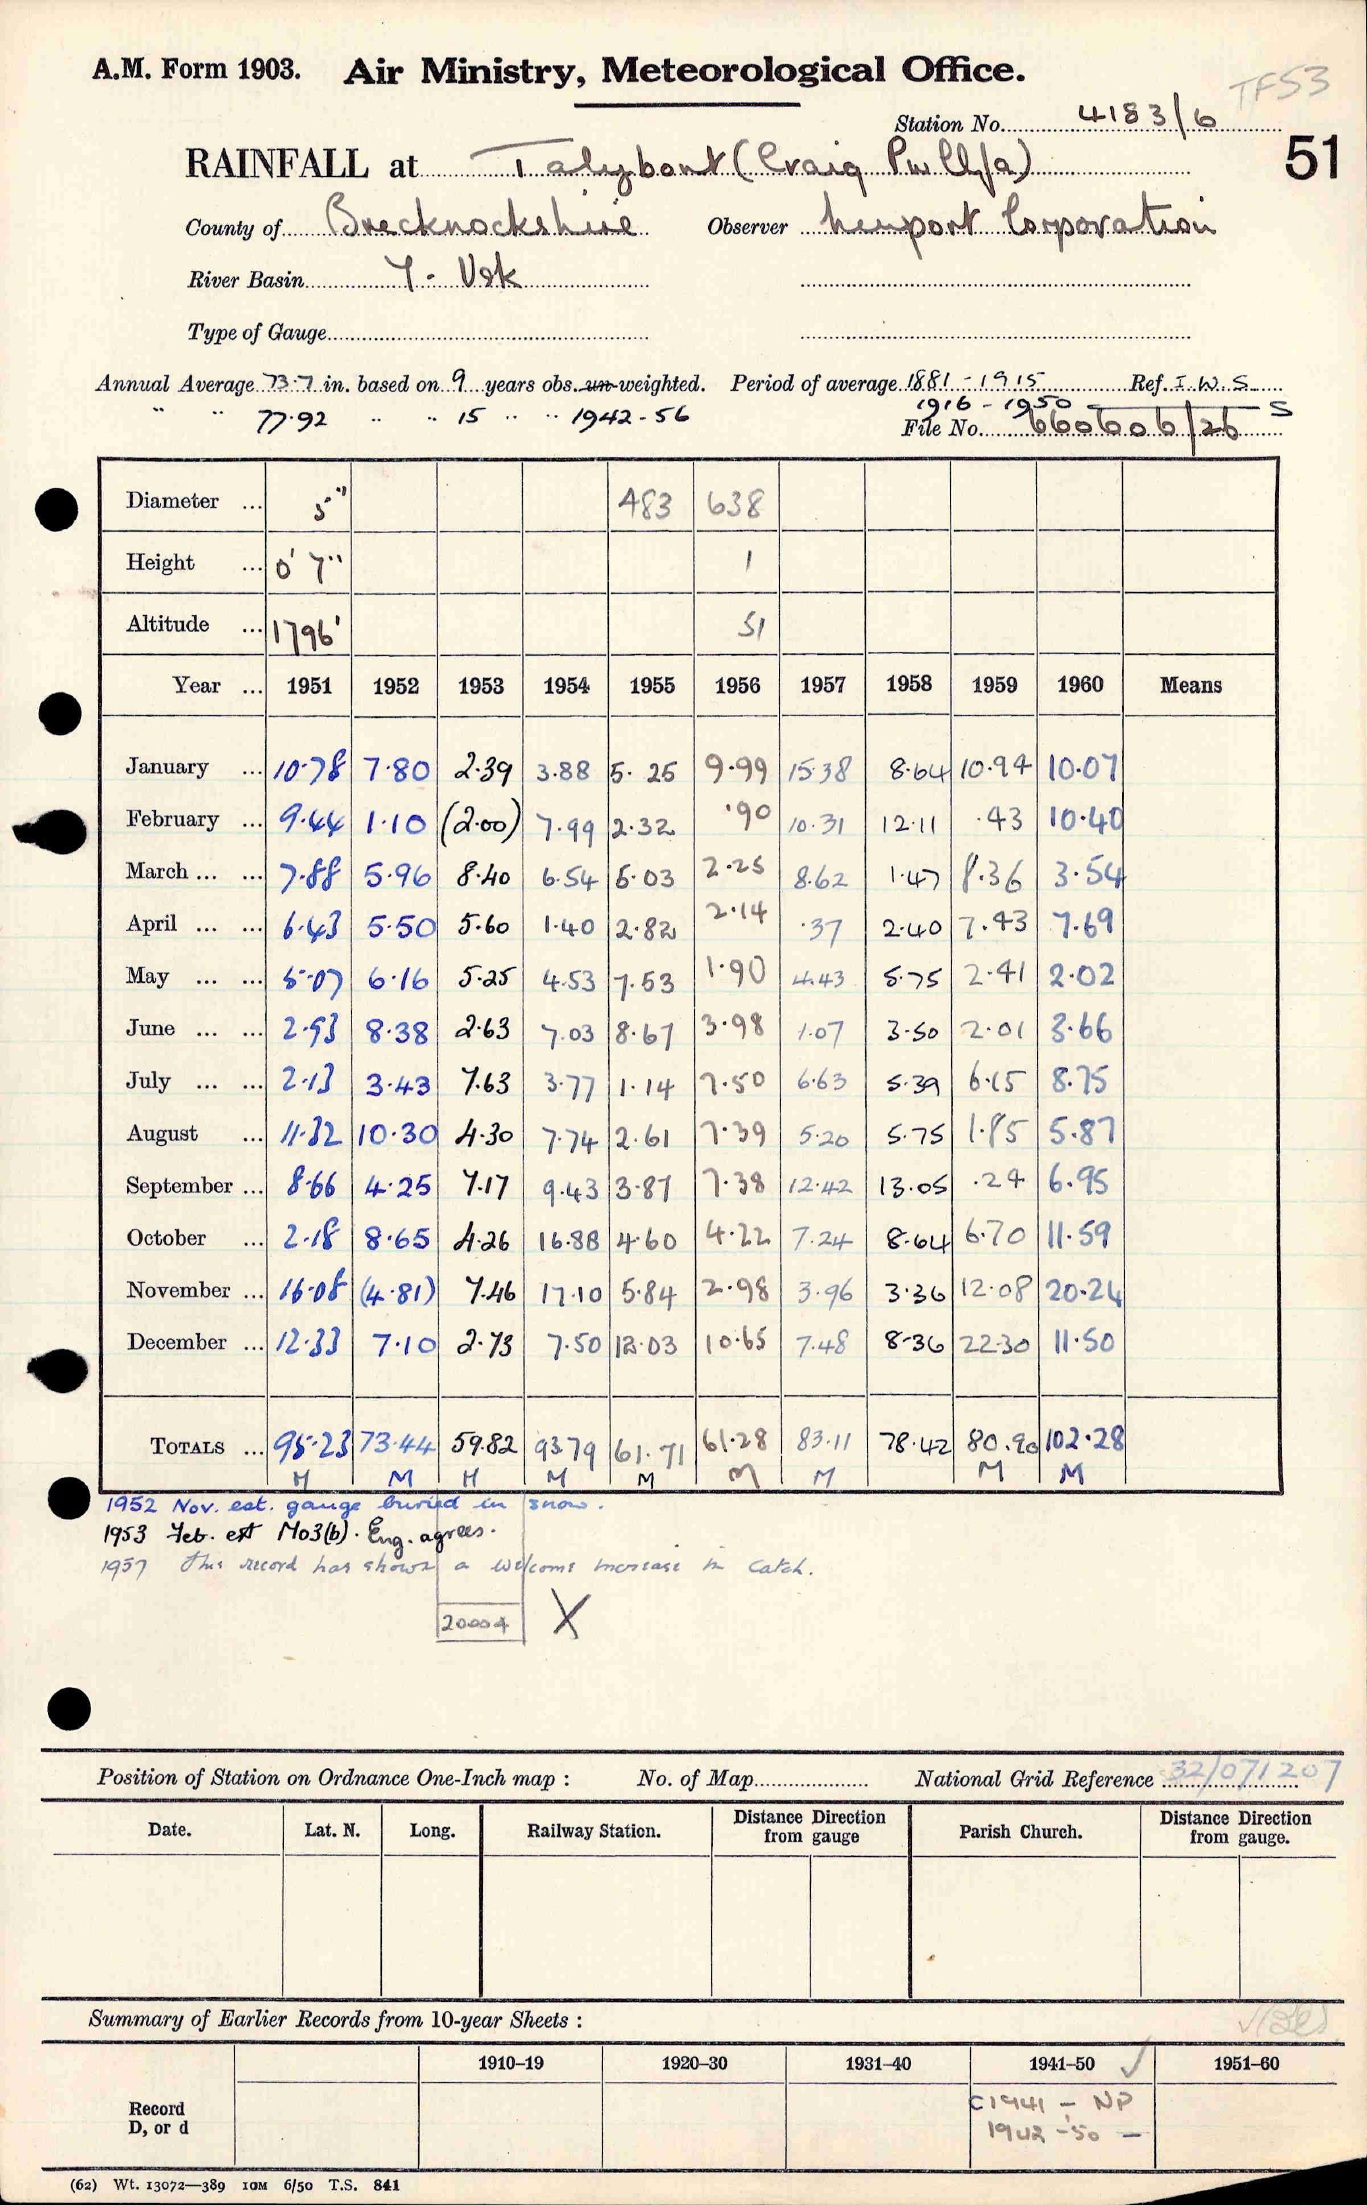 A.M. Form 1903. Air Ministry, Meteorological Office.
TF53
Station No. 4183/6
51
RAINFALL at Talybont (Craig Pwllfa)
County of Brecknockshire Observer Newport Corporation
River Basin 7 - Usk
Type of Gauge
Annual Average 73.7 in. based on 9 years obs. un-weighted. Period of average 1881-1915 Ref. I.W.S.
" " 77.92 " " 15 " " 1942-56 1916-1950 S
File No. 660606/26
Diameter ... 5" 483 638
Height ... 0' 7" 1
Altitude ... 1796' 51
Year ... 1951 1952 1953 1954 1955 1956 1957 1958 1959 1960 Means
January ... 10.78 7.80 2.39 3.88 5.25 9.99 15.38 8.64 10.94 10.07
February ... 9.44 1.10 (2.00) 7.99 2.32 .90 10.31 12.11 .43 10.40
March ... ... 7.88 5.96 8.40 6.54 5.03 2.25 8.62 1.47 8.36 3.54
April ... ... 6.43 5.50 5.60 1.40 2.82 2.14 .37 2.40 7.43 7.69
May ... ... 5.07 6.16 5.25 4.53 7.53 1.90 4.43 5.75 2.41 2.02
June ... ... 2.93 8.38 2.63 7.03 8.67 3.98 1.07 3.50 2.01 3.66
July ... ... 2.13 3.43 7.63 3.77 1.14 7.50 6.63 5.39 6.15 8.75
August ... 11.32 10.30 4.30 7.74 2.61 7.39 5.20 5.75 1.85 5.87
September ... 8.66 4.25 7.17 9.43 3.87 7.38 12.42 13.05 .24 6.95
October ... 2.18 8.65 4.26 16.88 4.60 4.22 7.24 8.64 6.70 11.59
November ... 16.08 (4.81) 7.46 17.10 5.84 2.98 3.96 3.36 12.08 20.24
December ... 12.33 7.10 2.73 7.50 12.03 10.65 7.48 8.36 22.30 11.50
TOTALS ... 95.23 73.44 59.82 93.79 61.71 61.28 83.11 78.42 80.90 102.28
M M M M M M M M M
1952 Nov. est. gauge buried in snow.
1953 Feb. est Mo3(b). Eng. agrees.
1957 This record has shown a welcome increase in catch.
20004 X
Position of Station on Ordnance One-Inch map : No. of Map National Grid Reference 32/071207
Date. Lat. N. Long. Railway Station. Distance Direction from gauge Parish Church. Distance Direction from gauge.
Summary of Earlier Records from 10-year Sheets :
1910–19 1920–30 1931–40 1941–50 ✓ 1951–60
Record D, or d
C1941 - NP
1942-50 -
(62) Wt. 13072—389 10M 6/50 T.S. 841